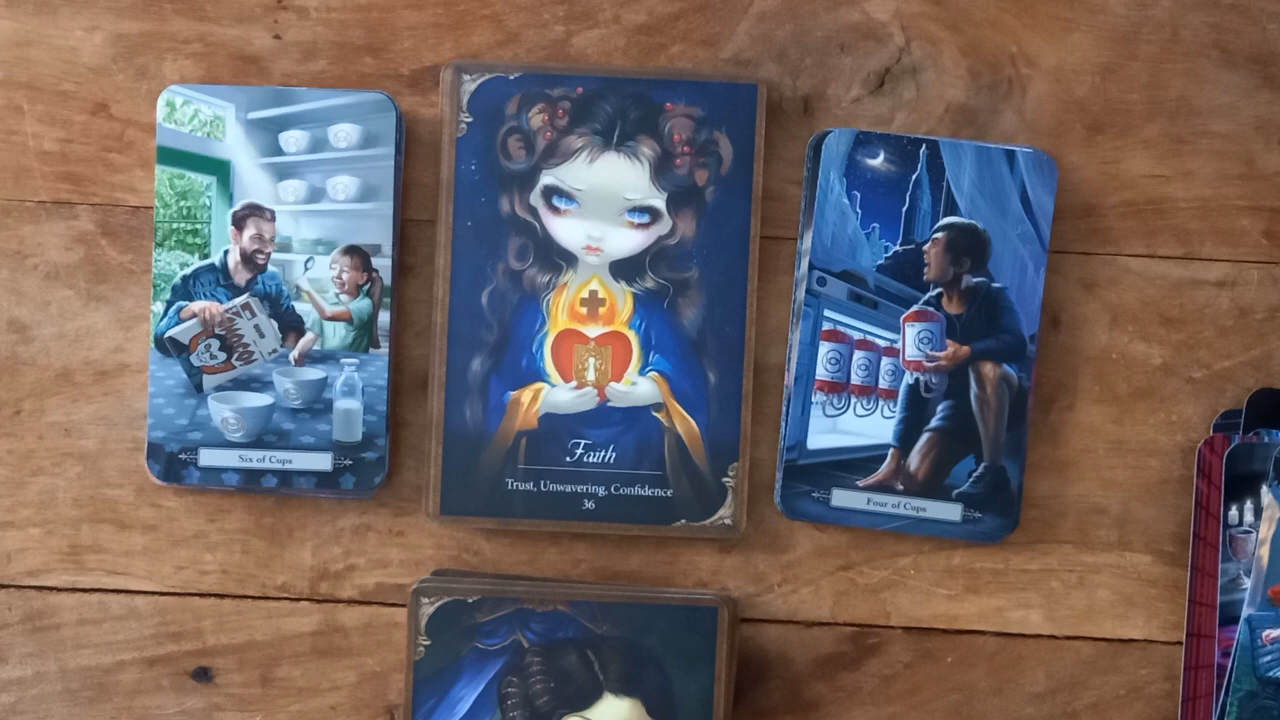 Six of Cups
Faith
Trust, Unwavering, Confidence
36
Four of Cups